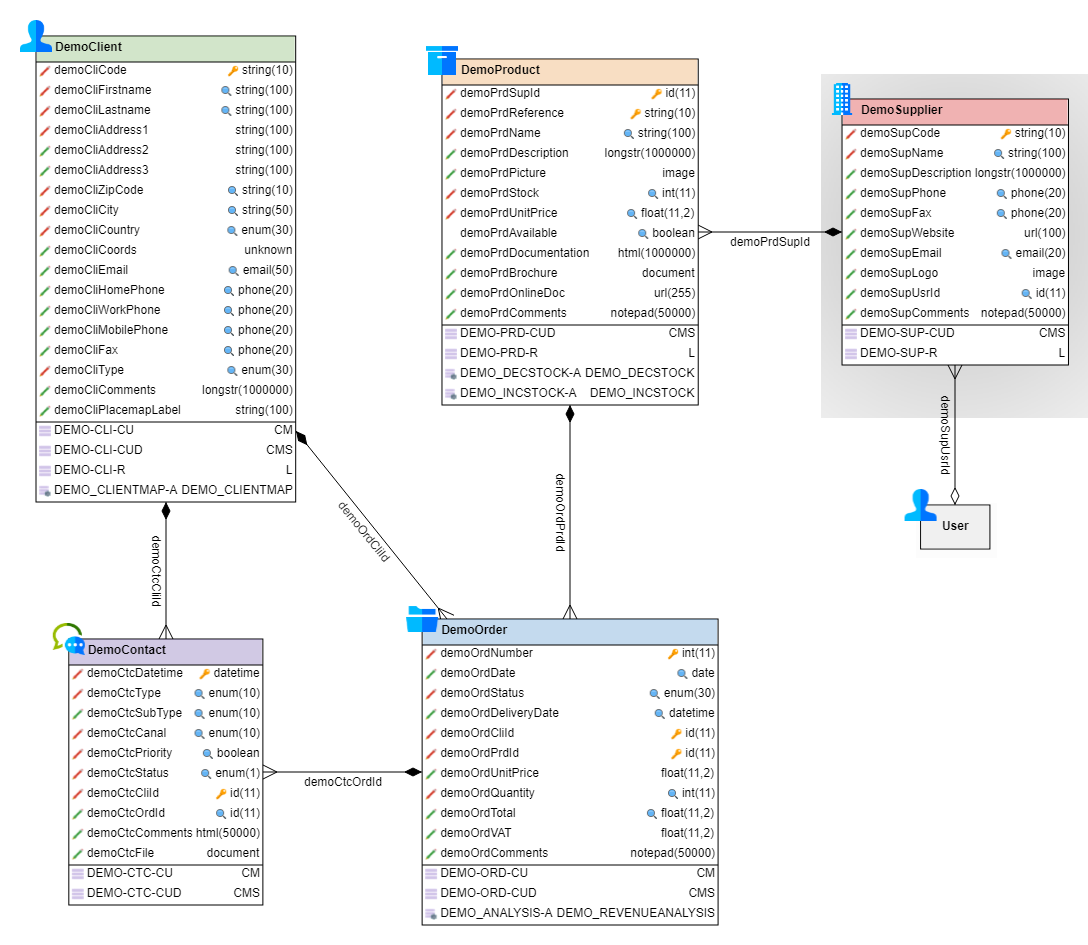 DemoClient
demoCliCode string(10)
demoCliFirstname string(100)
demoCliLastname string(100)
demoCliAddress1 string(100)
demoCliAddress2 string(100)
demoCliAddress3 string(100)
demoCliZipCode string(10)
demoCliCity string(50)
demoCliCountry enum(30)
demoCliCoords unknown
demoCliEmail email(50)
demoCliHomePhone phone(20)
demoCliWorkPhone phone(20)
demoCliMobilePhone phone(20)
demoCliFax phone(20)
demoCliType enum(30)
demoCliComments longstr(1000000)
demoCliPlacemapLabel string(100)
DEMO-CLI-CU CM
DEMO-CLI-CUD CMS
DEMO-CLI-R L
DEMO_CLIENTMAP-A DEMO_CLIENTMAP
DemoProduct
demoPrdSupId id(11)
demoPrdReference string(10)
demoPrdName string(100)
demoPrdDescription longstr(1000000)
demoPrdPicture image
demoPrdStock int(11)
demoPrdUnitPrice float(11,2)
demoPrdAvailable boolean
demoPrdDocumentation html(1000000)
demoPrdBrochure document
demoPrdOnlineDoc url(255)
demoPrdComments notepad(50000)
DEMO-PRD-CUD CMS
DEMO-PRD-R L
DEMO_DECSTOCK-A DEMO_DECSTOCK
DEMO_INCSTOCK-A DEMO_INCSTOCK
demoPrdSupId
DemoSupplier
demoSupCode string(10)
demoSupName string(100)
demoSupDescription longstr(1000000)
demoSupPhone phone(20)
demoSupFax phone(20)
demoSupWebsite url(100)
demoSupEmail email(20)
demoSupLogo image
demoSupUsrId id(11)
demoSupComments notepad(50000)
DEMO-SUP-CUD CMS
DEMO-SUP-R L
demoSupUsrId
User
demoOrdCliId
demoOrdPrdId
demoCtcCliId
DemoContact
demoCtcDatetime datetime
demoCtcType enum(10)
demoCtcSubType enum(10)
demoCtcCanal enum(10)
demoCtcPriority boolean
demoCtcStatus enum(1)
demoCtcCliId id(11)
demoCtcOrdId id(11)
demoCtcComments html(50000)
demoCtcFile document
DEMO-CTC-CU CM
DEMO-CTC-CUD CMS
demoCtcOrdId
DemoOrder
demoOrdNumber int(11)
demoOrdDate date
demoOrdStatus enum(30)
demoOrdDeliveryDate datetime
demoOrdCliId id(11)
demoOrdPrdId id(11)
demoOrdUnitPrice float(11,2)
demoOrdQuantity int(11)
demoOrdTotal float(11,2)
demoOrdVAT float(11,2)
demoOrdComments notepad(50000)
DEMO-ORD-CU CM
DEMO-ORD-CUD CMS
DEMO_ANALYSIS-A DEMO_REVENUEANALYSIS